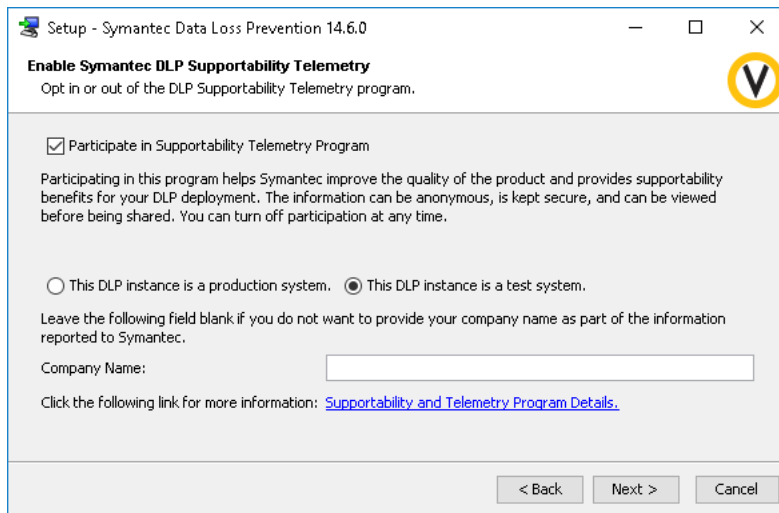 Setup - Symantec Data Loss Prevention 14.6.0
Enable Symantec DLP Supportability Telemetry
Opt in or out of the DLP Supportability Telemetry program.
Participate in Supportability Telemetry Program
Participating in this program helps Symantec improve the quality of the product and provides supportability
benefits for your DLP deployment. The information can be anonymous, is kept secure, and can be viewed
before being shared. You can turn off participation at any time.
This DLP instance is a production system. This DLP instance is a test system.
Leave the following field blank if you do not want to provide your company name as part of the information
reported to Symantec.
Company Name:
Click the following link for more information: Supportability and Telemetry Program Details.
< Back Next > Cancel